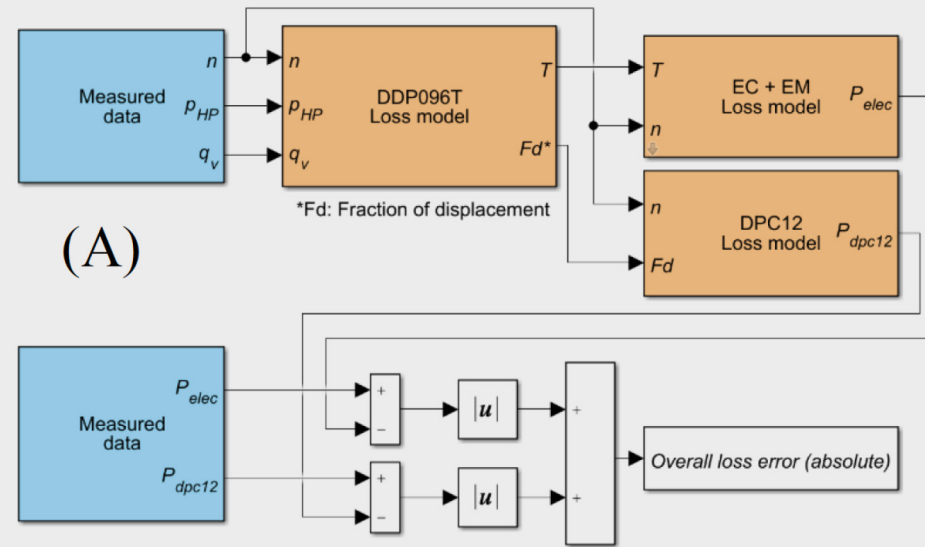 Measured
data
n
p_HP
q_v
n
p_HP
q_v
DDP096T
Loss model
T
Fd*
*Fd: Fraction of displacement
T
n
EC + EM
Loss model
P_elec
n
Fd
DPC12
Loss model
P_dpc12
(A)
Measured
data
P_elec
P_dpc12
+
−
|u|
+
−
|u|
+
+
Overall loss error (absolute)